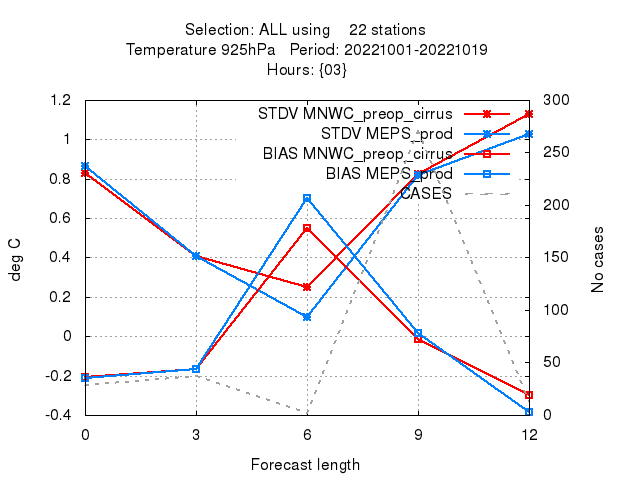 Selection: ALL using    22 stations
Temperature 925hPa   Period: 20221001-20221019
Hours: {03}
1.2
1
0.8
0.6
0.4
0.2
0
-0.2
-0.4
deg C
STDV MNWC_preop_cirrus
STDV MEPS_prod
BIAS MNWC_preop_cirrus
BIAS MEPS_prod
CASES
300
250
200
150
100
50
0
No cases
0 3 6 9 12
Forecast length